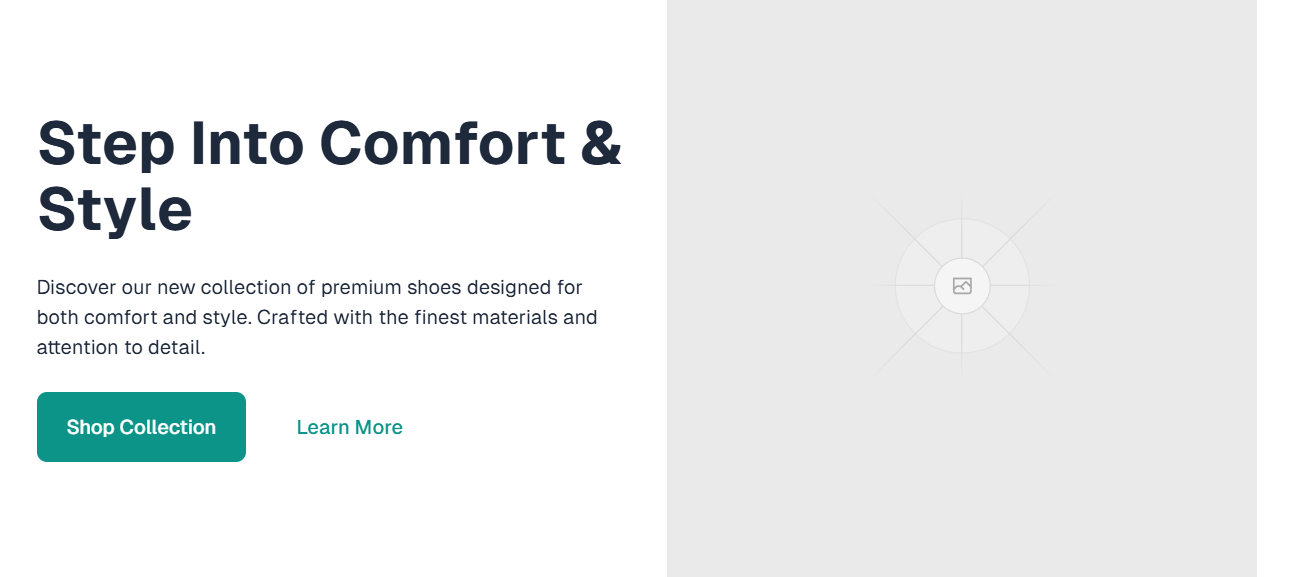 Step Into Comfort &
Style
Discover our new collection of premium shoes designed for
both comfort and style. Crafted with the finest materials and
attention to detail.
Shop Collection
Learn More